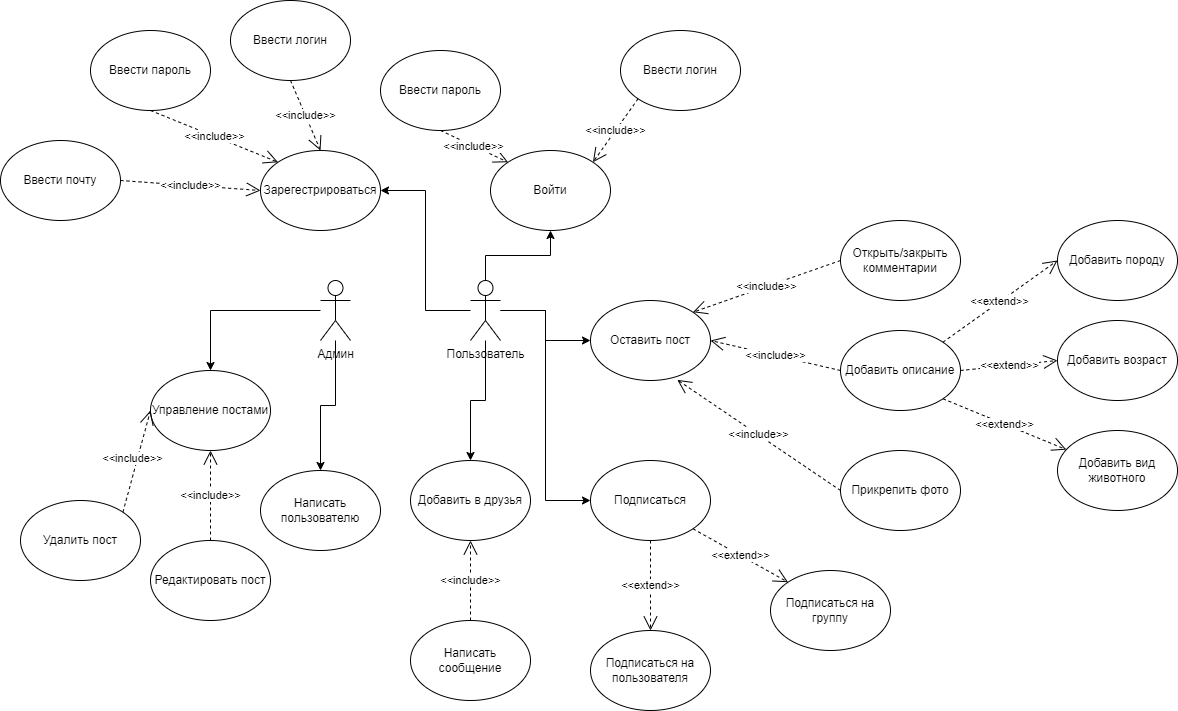 Ввести логин
Ввести пароль
<<include>>
<<include>>
Ввести почту
<<include>>
Зарегестрироваться
Ввести логин
Ввести пароль
<<include>>
<<include>>
Войти
Админ
Пользователь
Управление постами
<<include>>
<<include>>
Удалить пост
Редактировать пост
Написать
пользователю
Добавить в друзья
<<include>>
Написать
сообщение
Оставить пост
<<include>>
Открыть/закрыть
комментарии
<<include>>
Добавить описание
<<include>>
Прикрепить фото
<<extend>>
Добавить породу
<<extend>>
Добавить возраст
<<extend>>
Добавить вид
животного
Подписаться
<<extend>>
Подписаться на
группу
<<extend>>
Подписаться на
пользователя